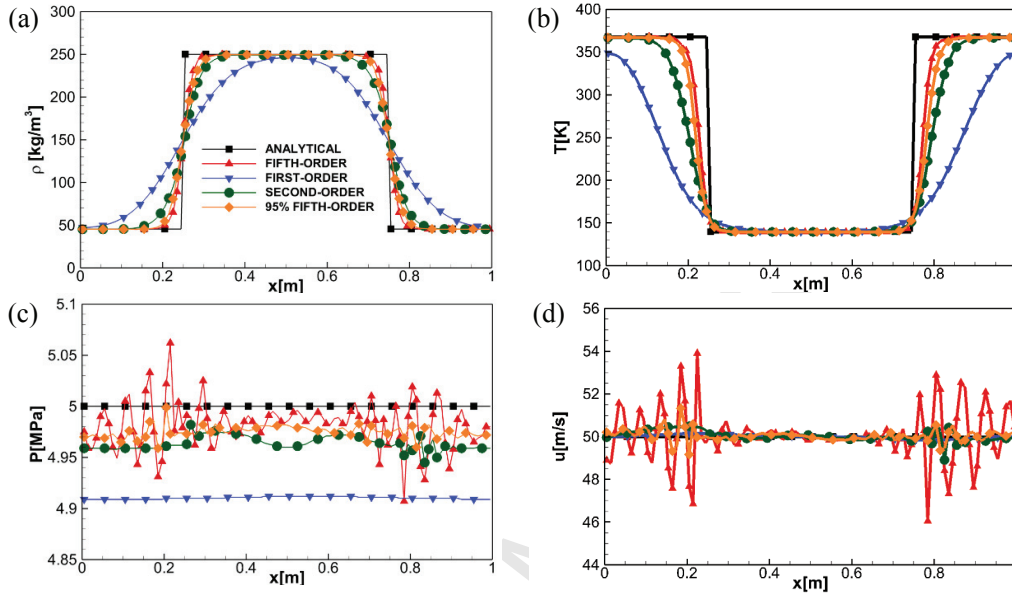 (a)
300
250
200
150
100
50
0
ρ [kg/m³]
ANALYTICAL
FIFTH-ORDER
FIRST-ORDER
SECOND-ORDER
95% FIFTH-ORDER
0 0.2 0.4 0.6 0.8 1
x[m]
(b)
400
350
300
250
200
150
100
T[K]
0 0.2 0.4 0.6 0.8
x[m]
(c)
5.1
5.05
5
4.95
4.9
4.85
P[MPa]
0 0.2 0.4 0.6 0.8 1
x[m]
(d)
56
54
52
50
48
46
44
u[m/s]
0 0.2 0.4 0.6 0.8
x[m]